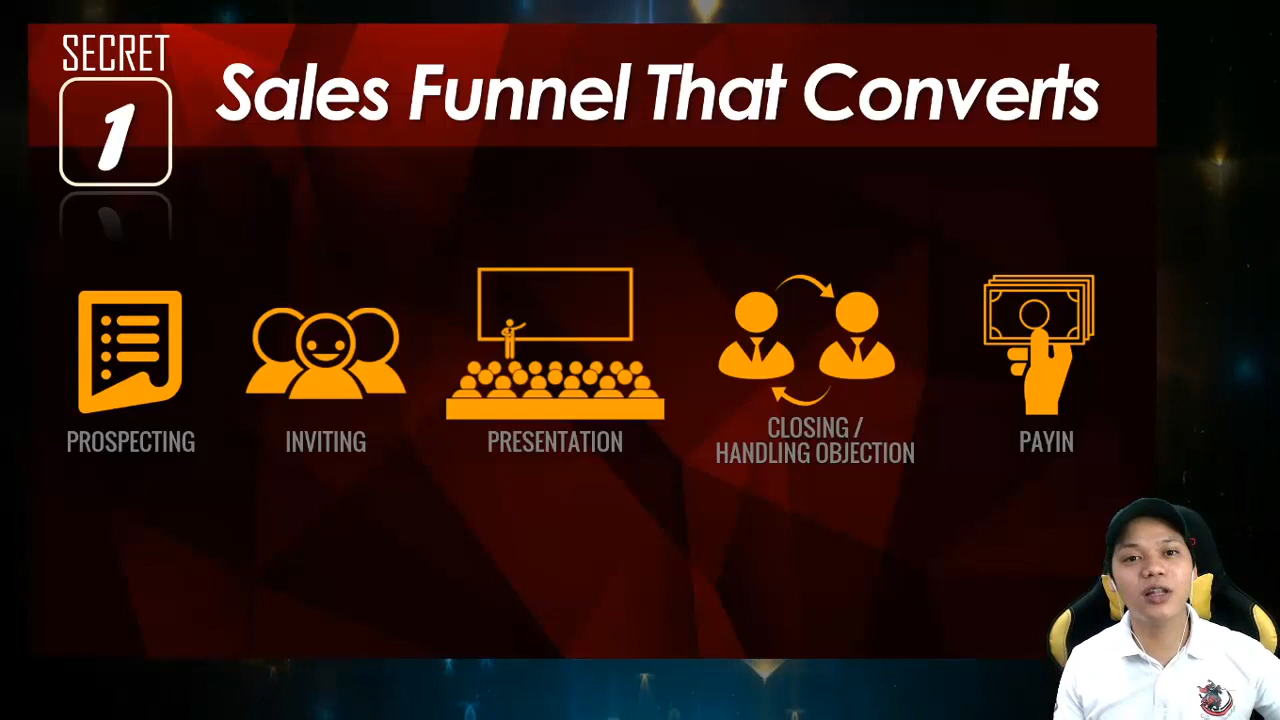 SECRET
1
Sales Funnel That Converts
PROSPECTING
INVITING
PRESENTATION
CLOSING /
HANDLING OBJECTION
PAYIN